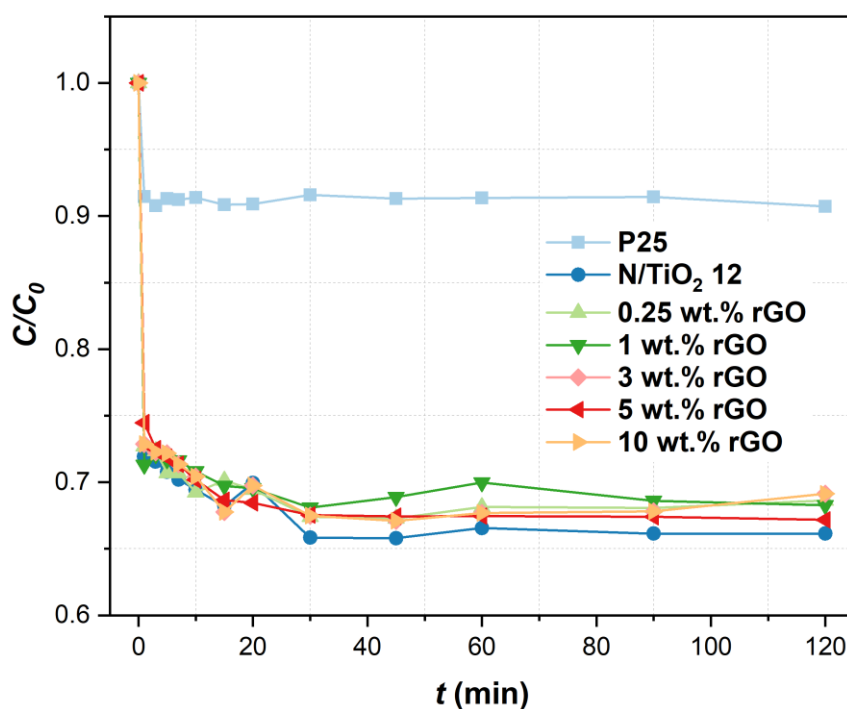 1.0
0.9
0.8
0.7
0.6
C/C₀
P25
N/TiO₂ 12
0.25 wt.% rGO
1 wt.% rGO
3 wt.% rGO
5 wt.% rGO
10 wt.% rGO
0 20 40 60 80 100 120
t (min)